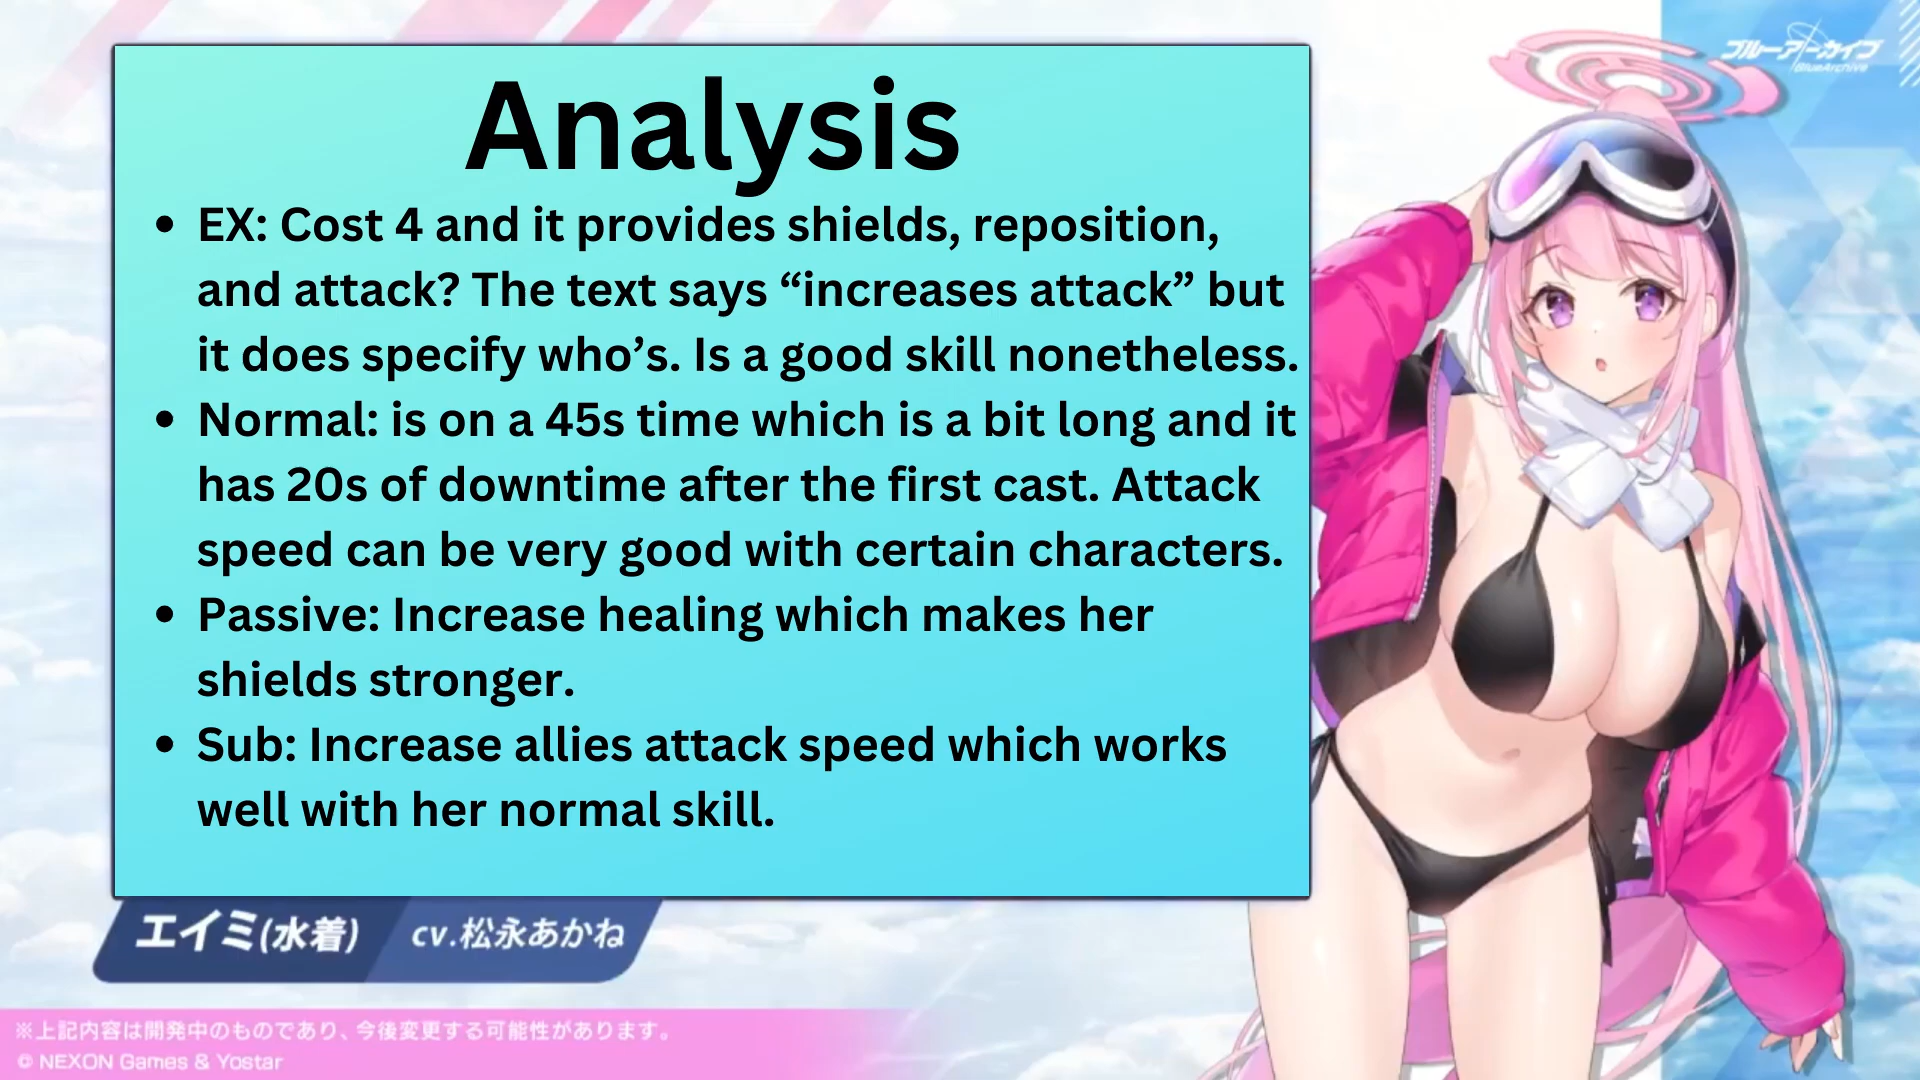 ブルーアーカイブ
BlueArchive
Analysis
• EX: Cost 4 and it provides shields, reposition,
and attack? The text says “increases attack” but
it does specify who’s. Is a good skill nonetheless.
• Normal: is on a 45s time which is a bit long and it
has 20s of downtime after the first cast. Attack
speed can be very good with certain characters.
• Passive: Increase healing which makes her
shields stronger.
• Sub: Increase allies attack speed which works
well with her normal skill.
エイミ(水着) cv.松永あかね
※上記内容は開発中のものであり、今後変更する可能性があります。
© NEXON Games & Yostar